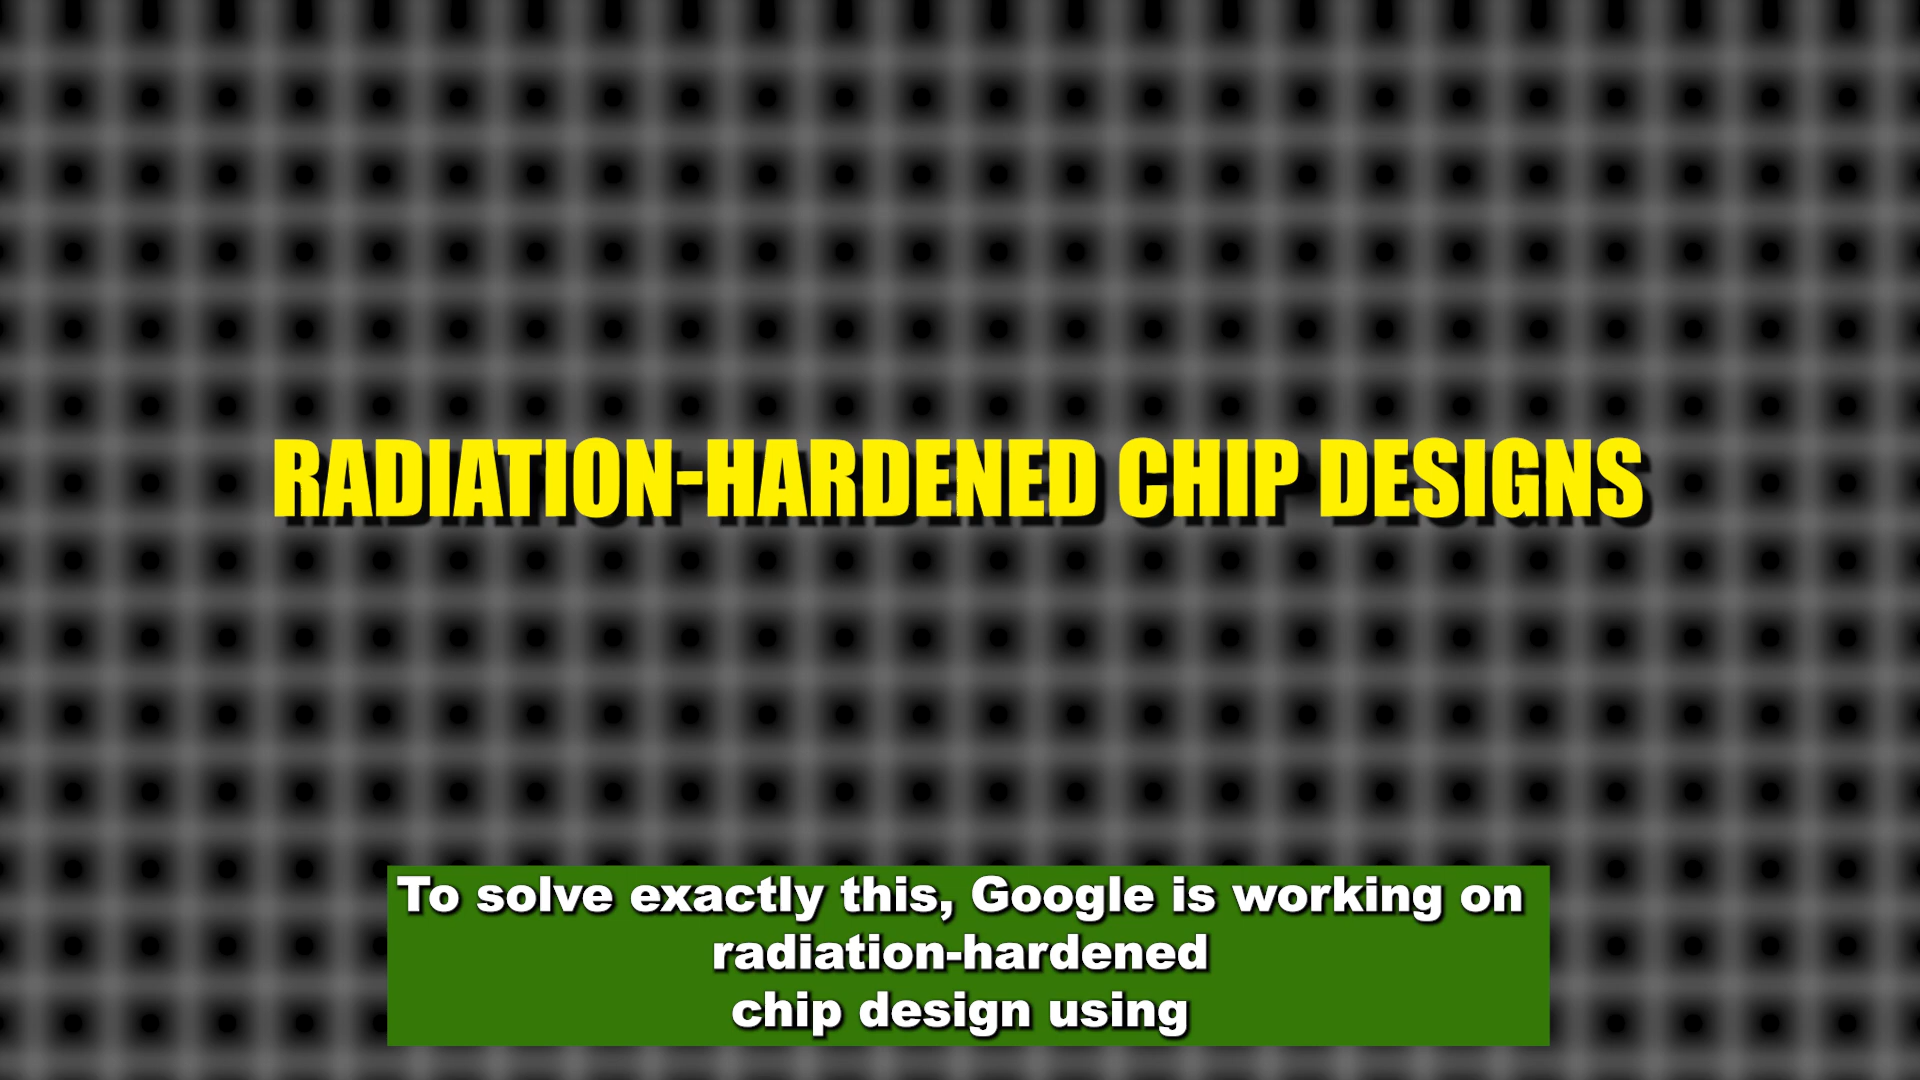 RADIATION-HARDENED CHIP DESIGNS
To solve exactly this, Google is working on
radiation-hardened
chip design using